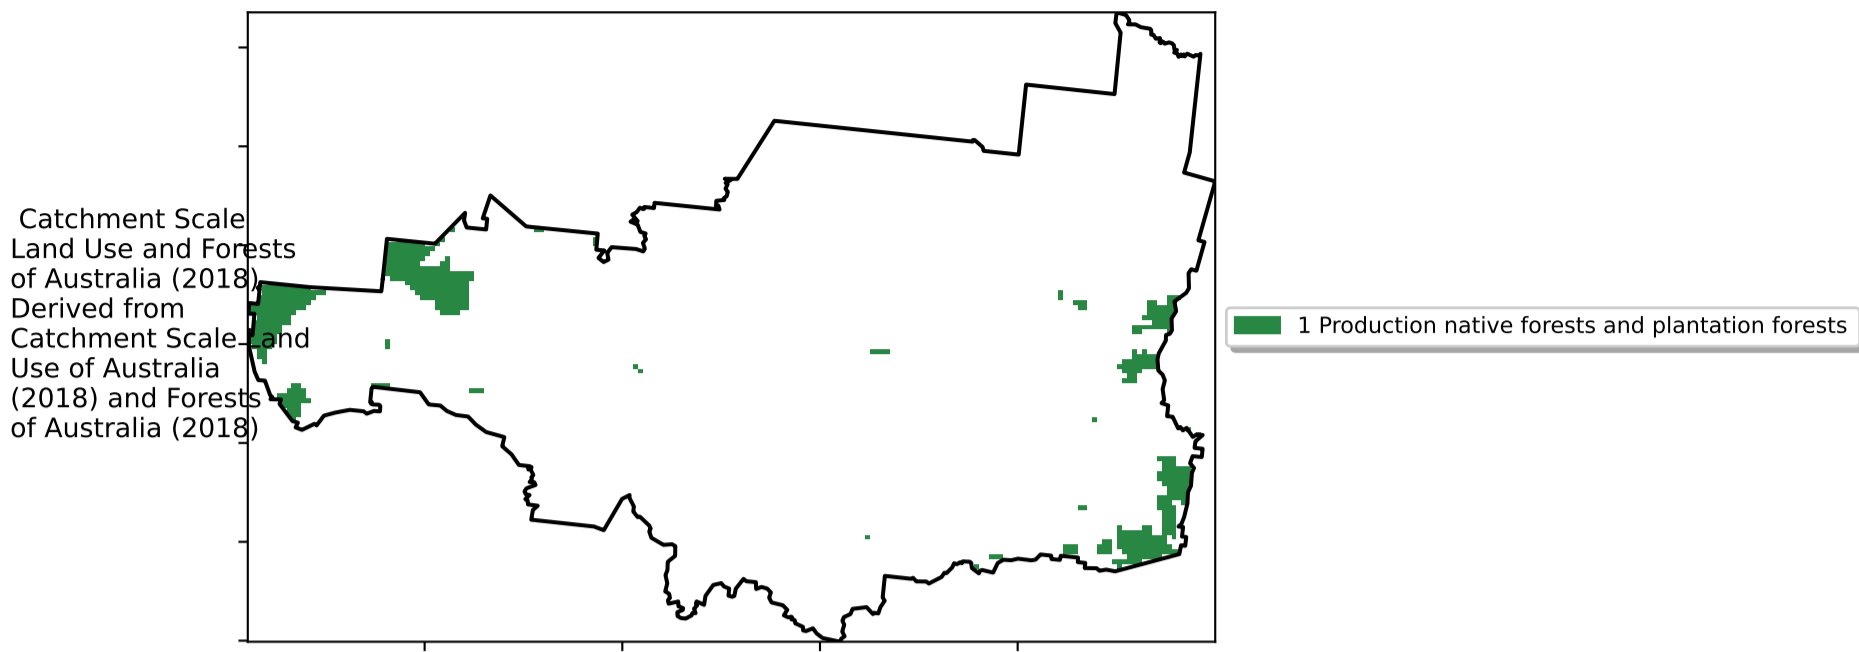 Catchment Scale
Land Use and Forests
of Australia (2018)
Derived from
Catchment Scale Land
Use of Australia
(2018) and Forests
of Australia (2018)
1 Production native forests and plantation forests